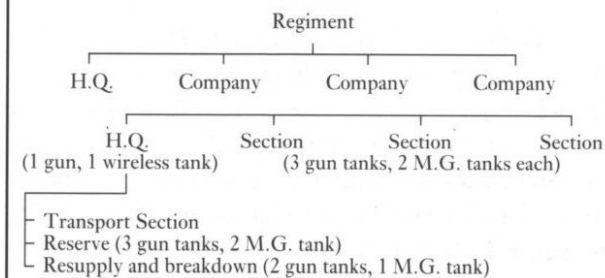 Regiment
H.Q. Company Company Company
H.Q. Section Section Section
(1 gun, 1 wireless tank) (3 gun tanks, 2 M.G. tanks each)
Transport Section
Reserve (3 gun tanks, 2 M.G. tank)
Resupply and breakdown (2 gun tanks, 1 M.G. tank)